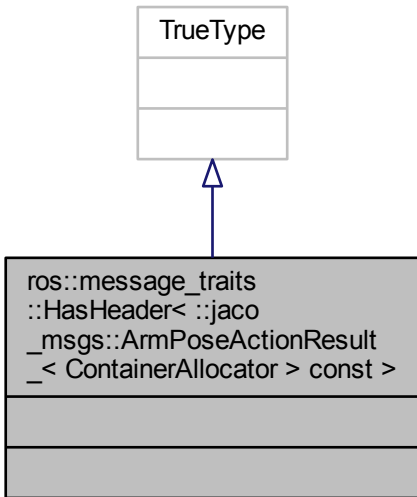 TrueType
ros::message_traits
::HasHeader< ::jaco
_msgs::ArmPoseActionResult
_< ContainerAllocator > const >